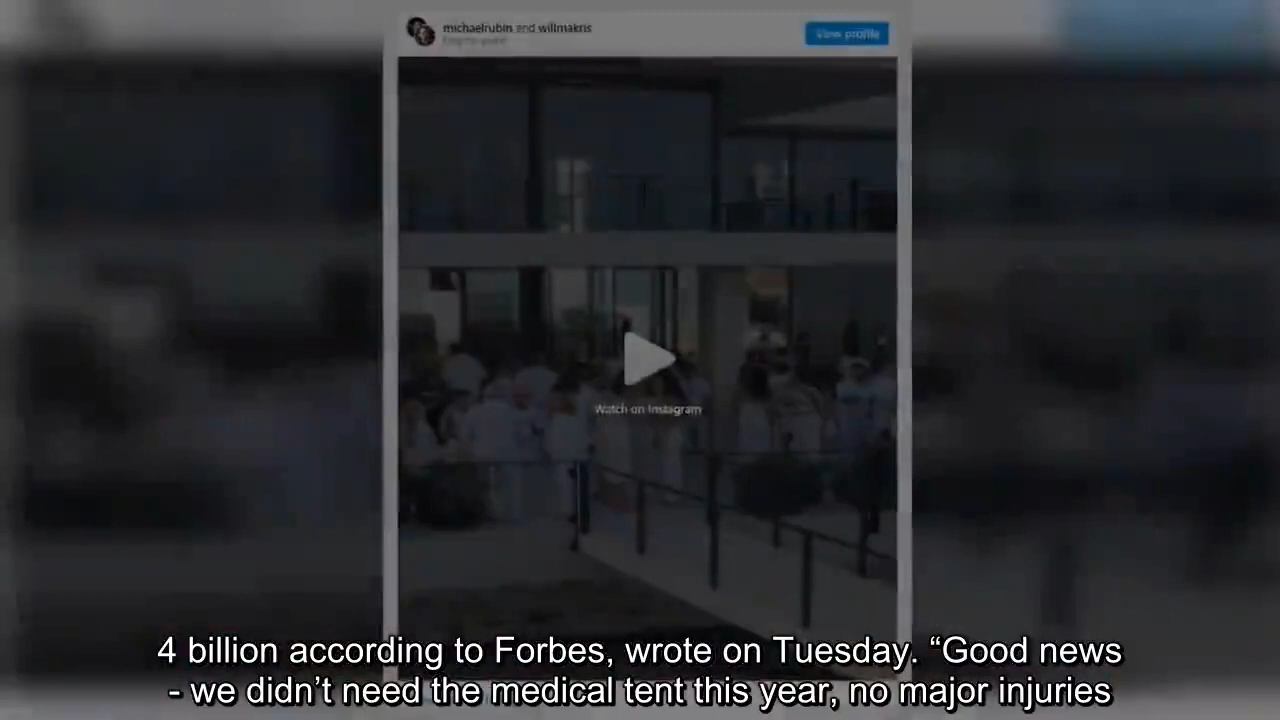 michaelrubin and willmakris
View profile
Watch on Instagram
4 billion according to Forbes, wrote on Tuesday. “Good news
- we didn’t need the medical tent this year, no major injuries